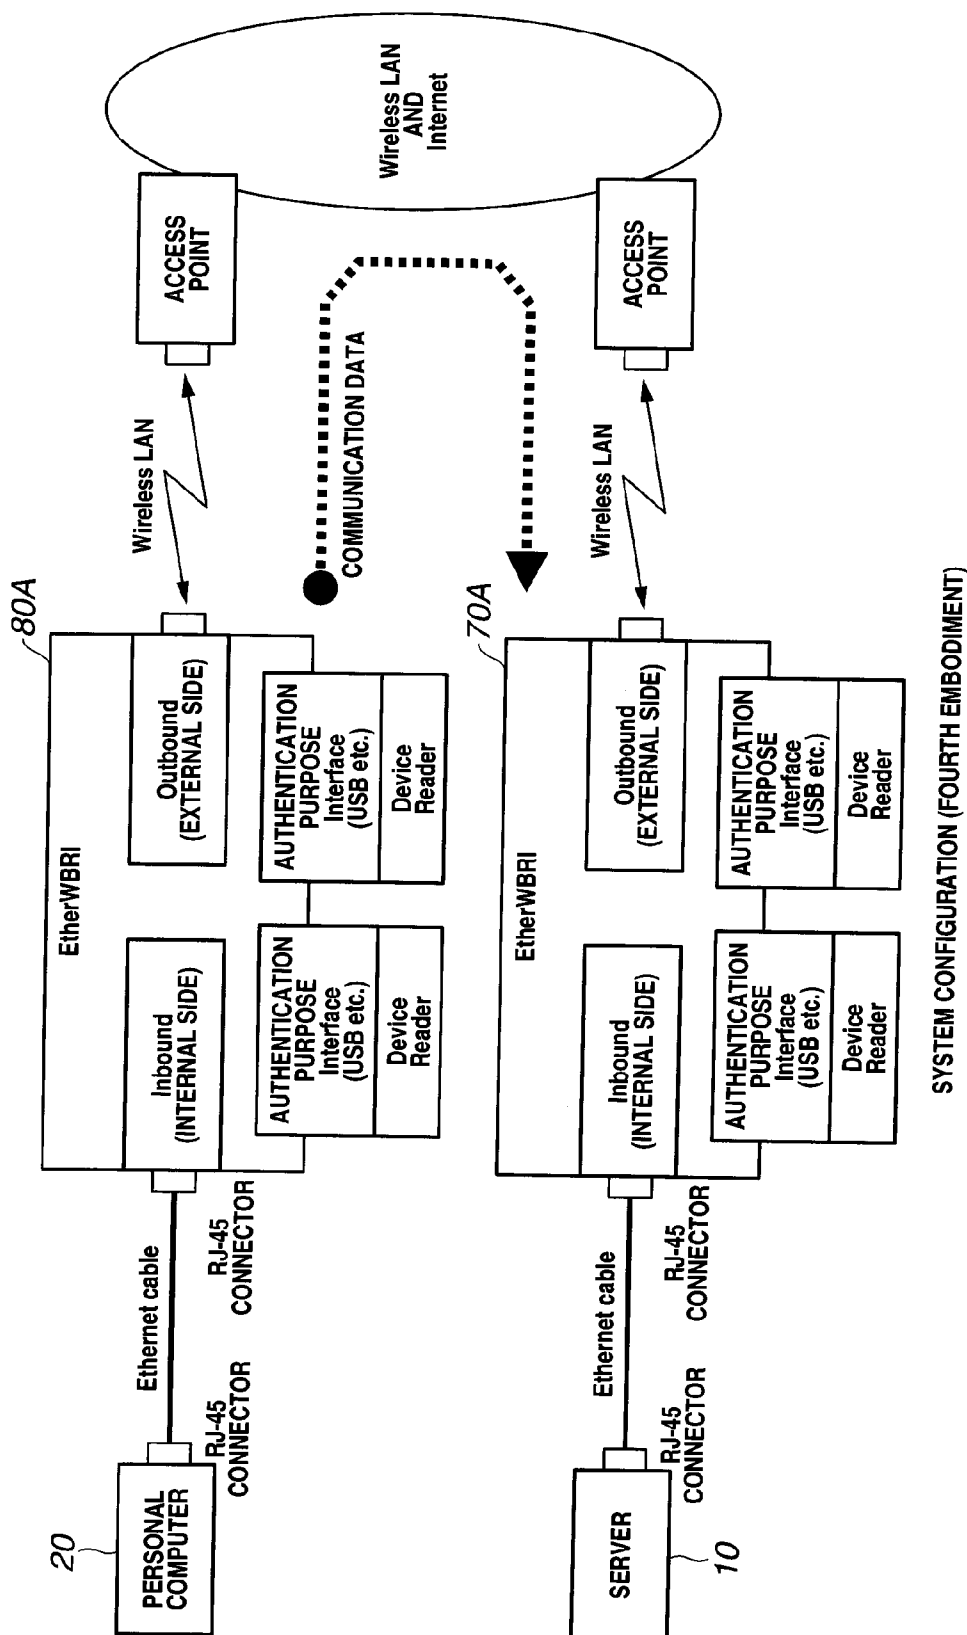 20
PERSONAL
COMPUTER
RJ-45
CONNECTOR
Ethernet cable
RJ-45
CONNECTOR
80A
EtherWBRI
Inbound
(INTERNAL SIDE)
Outbound
(EXTERNAL SIDE)
AUTHENTICATION
PURPOSE
Interface
(USB etc.)
Device
Reader
AUTHENTICATION
PURPOSE
Interface
(USB etc.)
Device
Reader
Wireless LAN
ACCESS
POINT
COMMUNICATION DATA
Wireless LAN
AND
Internet
SERVER
10
RJ-45
CONNECTOR
Ethernet cable
RJ-45
CONNECTOR
70A
EtherWBRI
Inbound
(INTERNAL SIDE)
Outbound
(EXTERNAL SIDE)
AUTHENTICATION
PURPOSE
Interface
(USB etc.)
Device
Reader
AUTHENTICATION
PURPOSE
Interface
(USB etc.)
Device
Reader
Wireless LAN
ACCESS
POINT
SYSTEM CONFIGURATION (FOURTH EMBODIMENT)